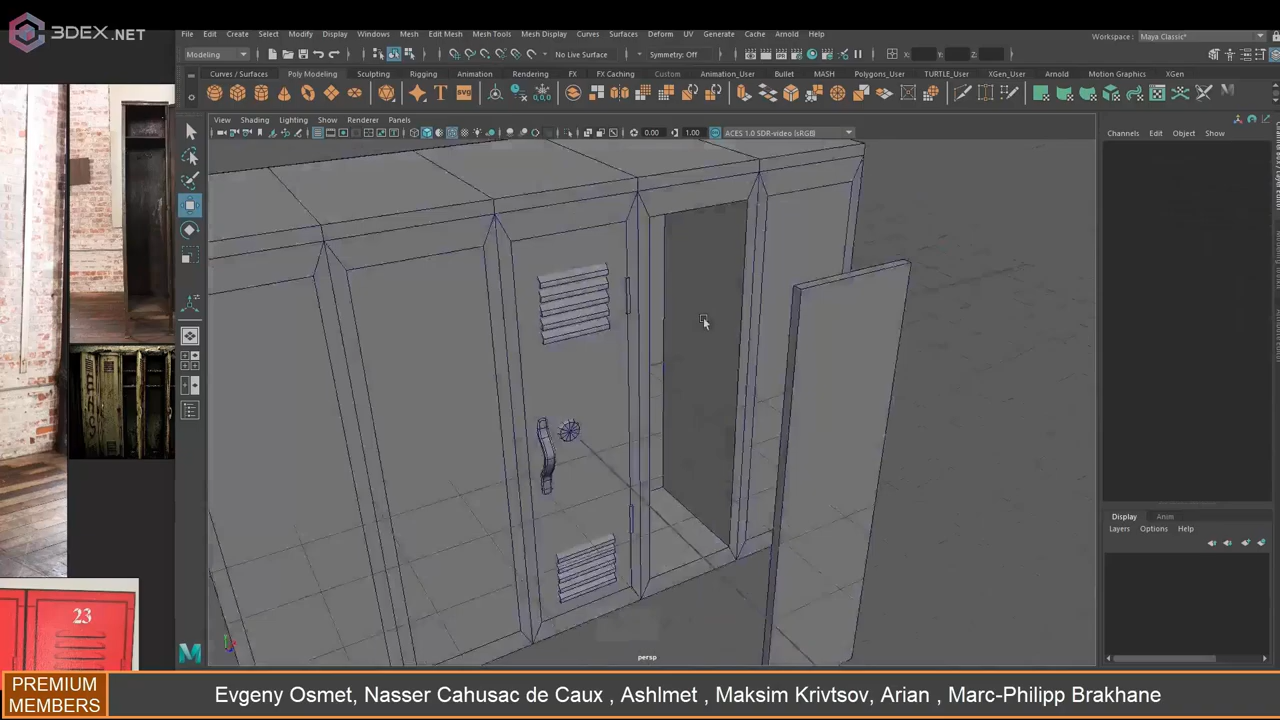 3DEX.NET
File Edit Create Select Modify Display Windows Mesh Edit Mesh Mesh Tools Mesh Display Curves Surfaces Deform UV Generate Cache Arnold Help
Workspace : Maya Classic*
Modeling
No Live Surface
Symmetry: Off
X:
Y:
Z:
Curves / Surfaces Poly Modeling Sculpting Rigging Animation Rendering FX FX Caching Custom Animation_User Bullet MASH Polygons_User TURTLE_User XGen_User Arnold Motion Graphics XGen
SVG
View Shading Lighting Show Renderer Panels
0.00
1.00
ACES 1.0 SDR-video (sRGB)
Channels Edit Object Show
Display Anim
Layers Options Help
persp
23
PREMIUM
MEMBERS
Evgeny Osmet, Nasser Cahusac de Caux , Ashlmet , Maksim Krivtsov, Arian , Marc-Philipp Brakhane